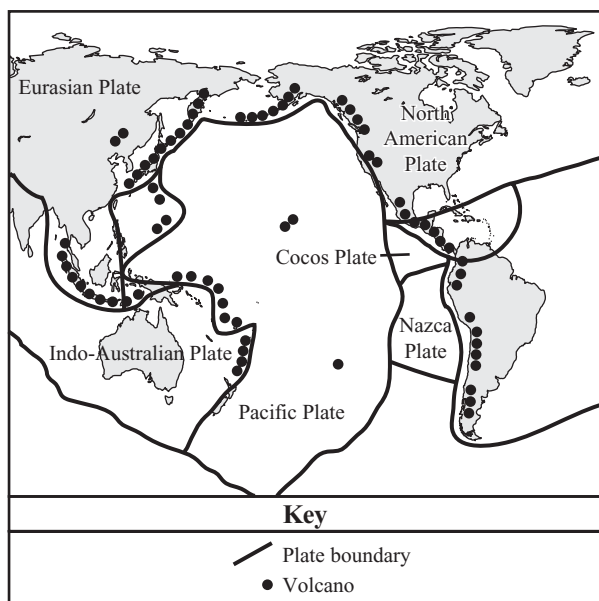 Eurasian Plate
North
American
Plate
Cocos Plate
Nazca
Plate
Indo-Australian Plate
Pacific Plate
Key
Plate boundary
Volcano